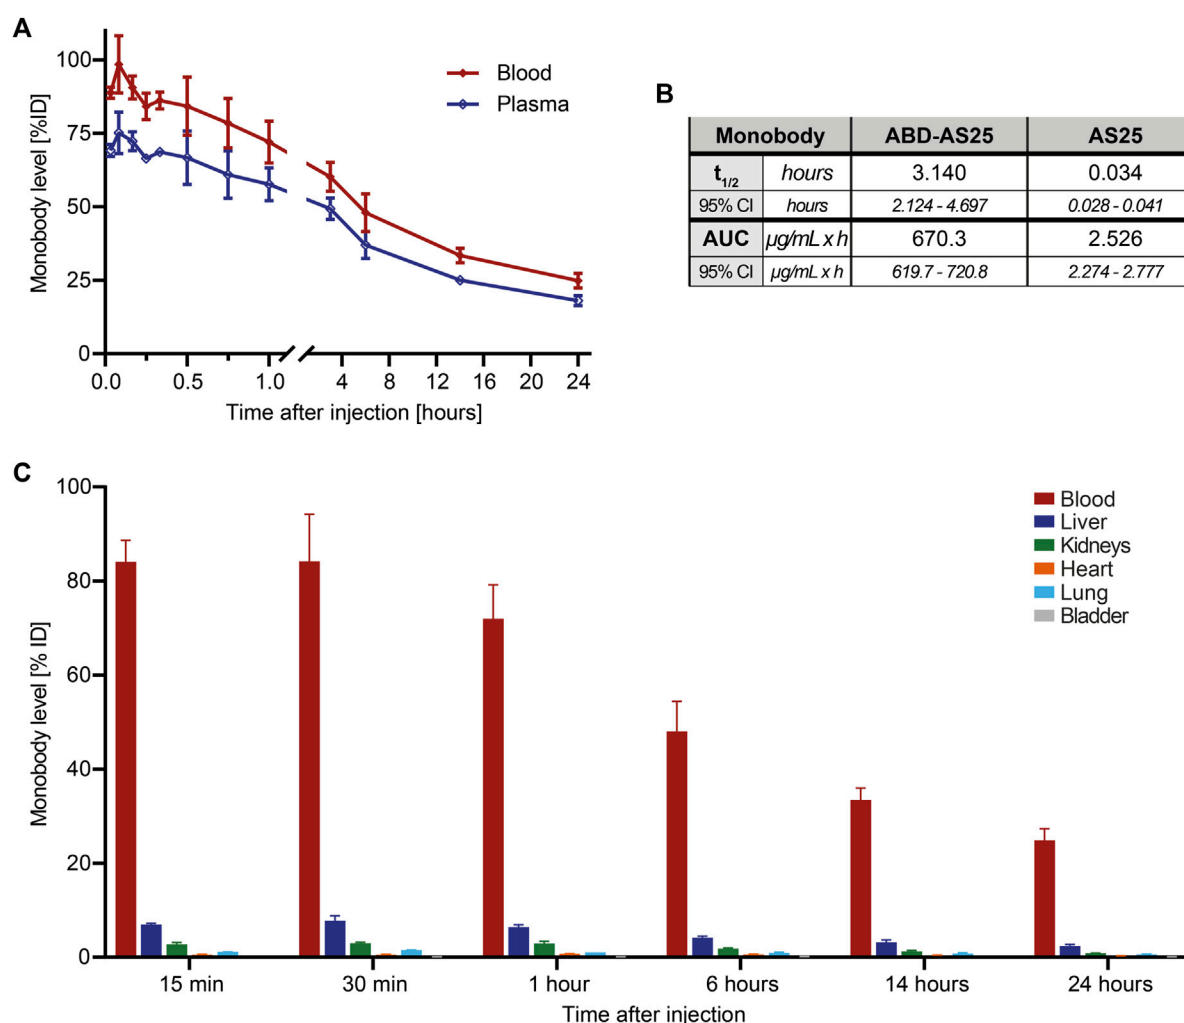 A
Monobody level [%ID]
100
75
50
25
0
0.0 0.5 1.0 4 8 12 16 20 24
Time after injection [hours]
Blood
Plasma
B
Monobody ABD-AS25 AS25
t1/2 hours 3.140 0.034
95% CI hours 2.124 - 4.697 0.028 - 0.041
AUC µg/mL x h 670.3 2.526
95% CI µg/mL x h 619.7 - 720.8 2.274 - 2.777
C
Monobody level [% ID]
100
80
60
40
20
0
15 min 30 min 1 hour 6 hours 14 hours 24 hours
Time after injection
Blood
Liver
Kidneys
Heart
Lung
Bladder